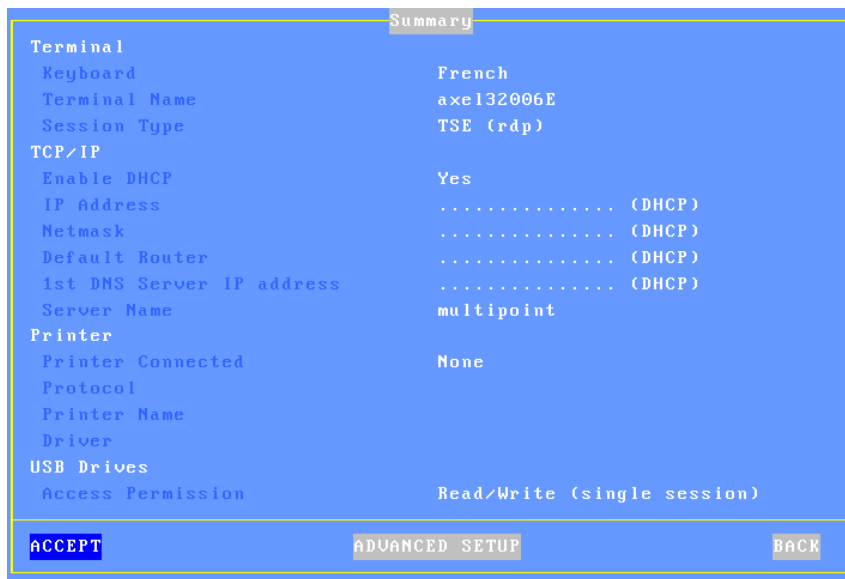 Summary
Terminal
Keyboard French
Terminal Name axel32006E
Session Type TSE (rdp)
TCP/IP
Enable DHCP Yes
IP Address ............... (DHCP)
Netmask ............... (DHCP)
Default Router ............... (DHCP)
1st DNS Server IP address ............... (DHCP)
Server Name multipoint
Printer
Printer Connected None
Protocol
Printer Name
Driver
USB Drives
Access Permission Read/Write (single session)
ACCEPT ADVANCED SETUP BACK